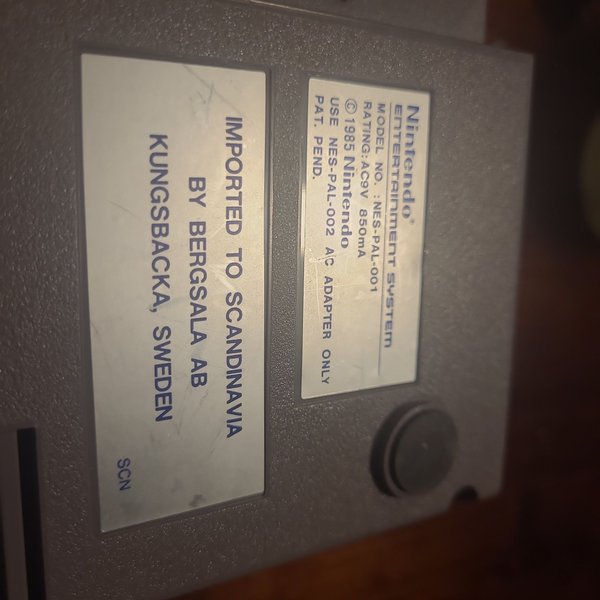 Nintendo®
ENTERTAINMENT SYSTEM
MODEL NO. :NES-PAL-001
RATING:AC9V 850mA
© 1985 Nintendo
USE NES-PAL-002 AC ADAPTER ONLY
PAT. PEND.
IMPORTED TO SCANDINAVIA
BY BERGSALA AB
KUNGSBACKA, SWEDEN
SCN